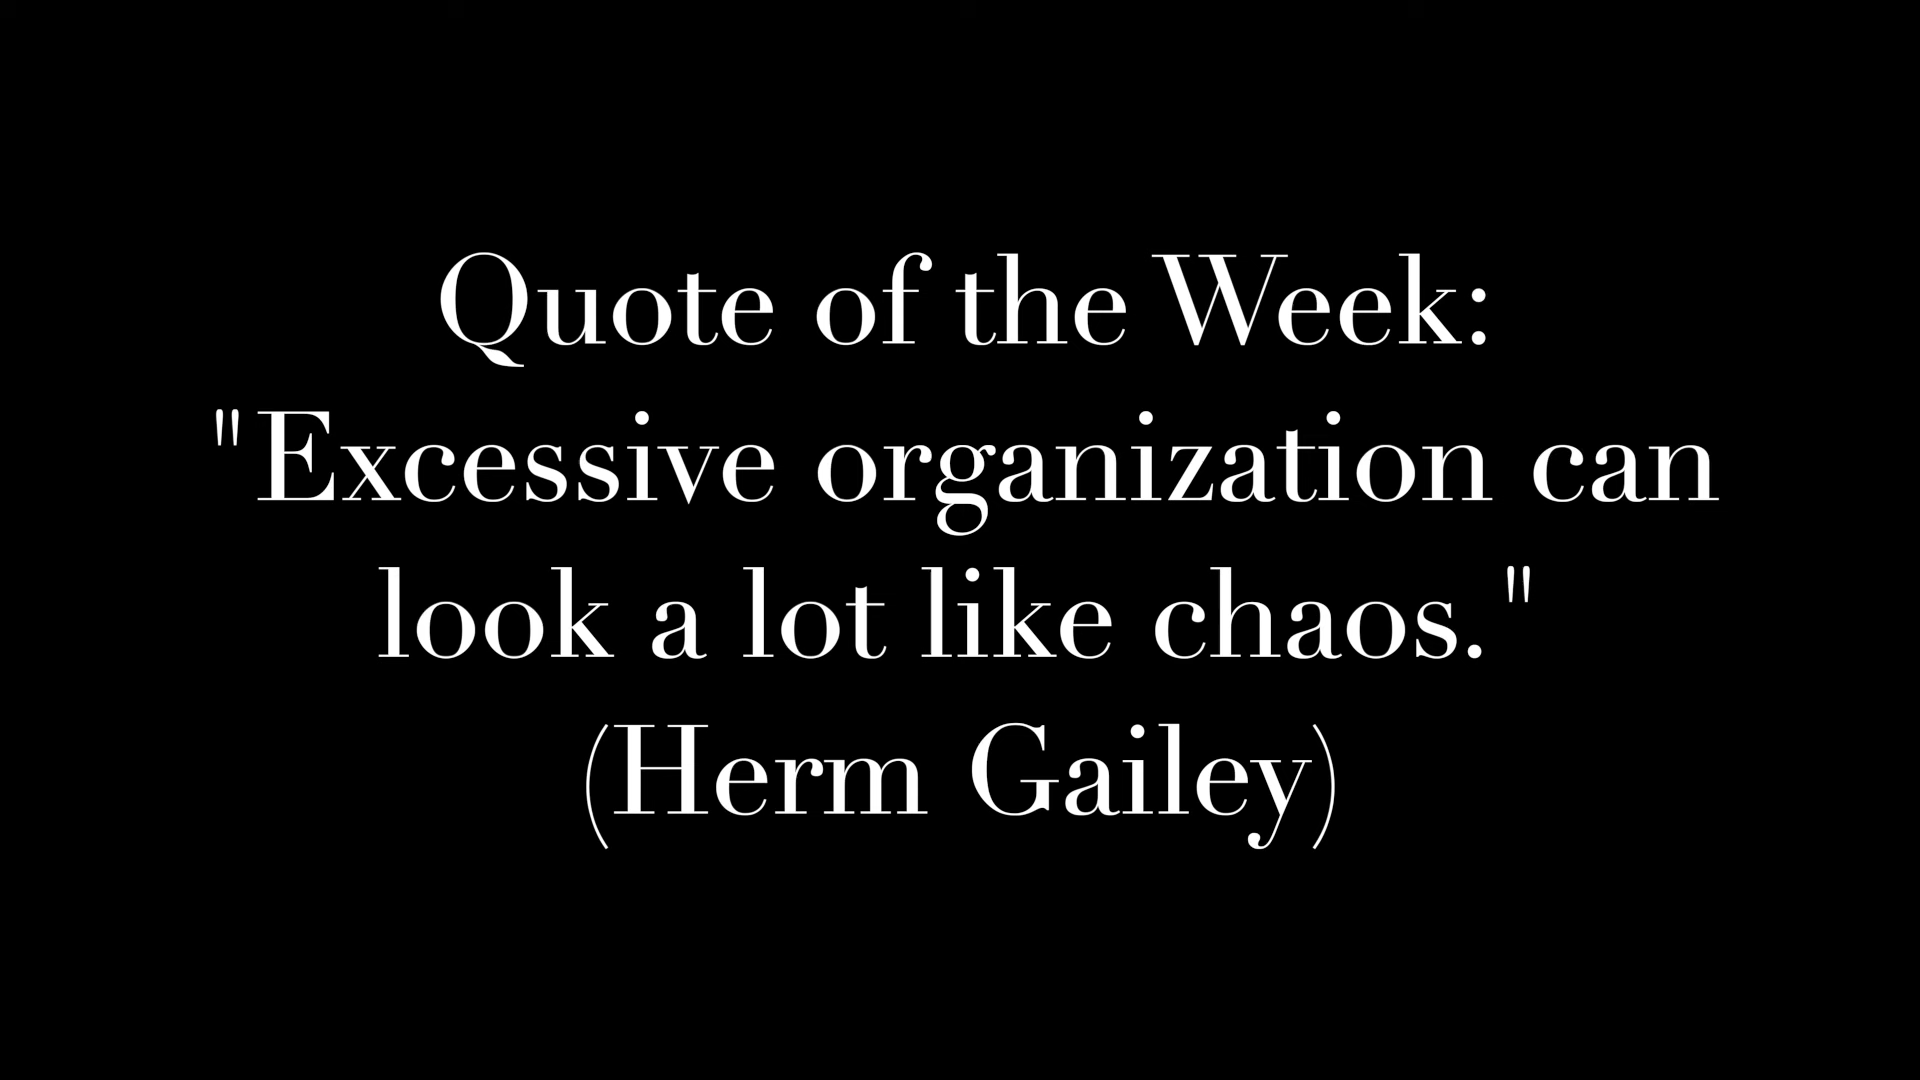 Quote of the Week:
"Excessive organization can
look a lot like chaos."
(Herm Gailey)